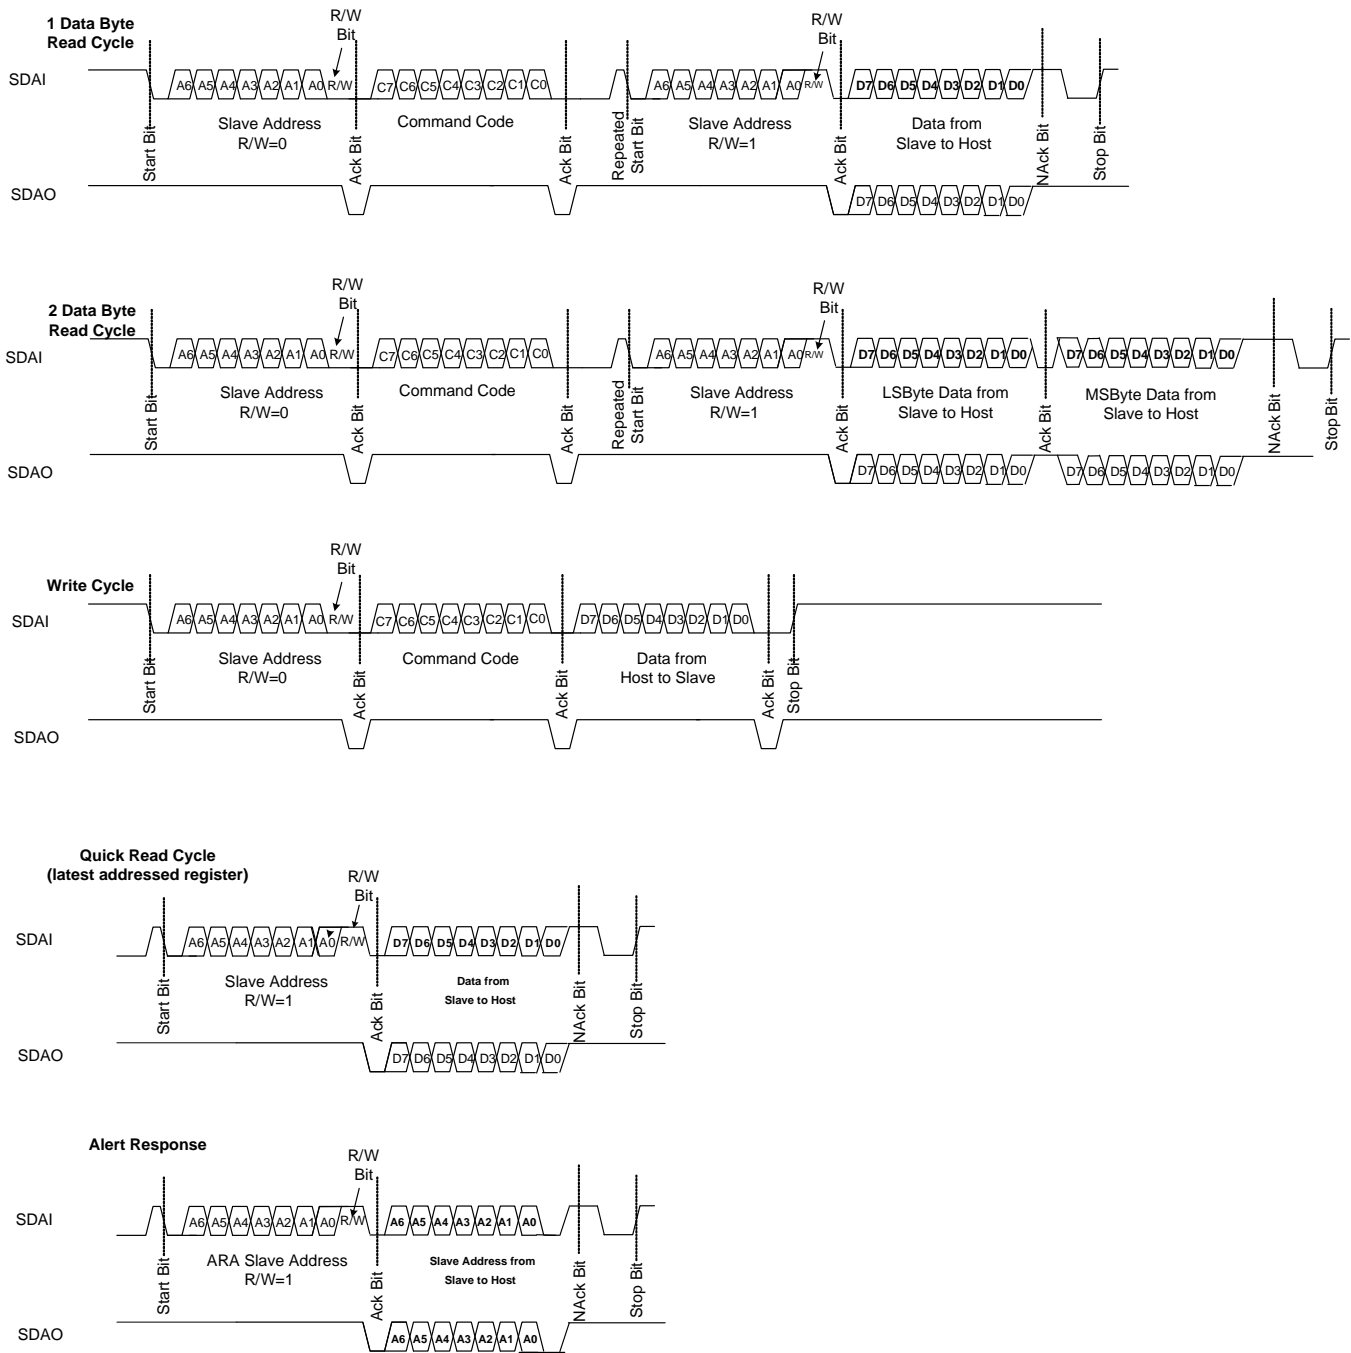 1 Data Byte
Read Cycle
R/W
Bit
R/W
Bit
SDAI
A6 A5 A4 A3 A2 A1 A0 R/W C7 C6 C5 C4 C3 C2 C1 C0 A6 A5 A4 A3 A2 A1 A0 R/W D7 D6 D5 D4 D3 D2 D1 D0
Slave Address
R/W=0
Command Code
Slave Address
R/W=1
Data from
Slave to Host
Start Bit
Ack Bit
Ack Bit
Repeated
Start Bit
Ack Bit
NAck Bit
Stop Bit
SDAO
D7 D6 D5 D4 D3 D2 D1 D0
2 Data Byte
Read Cycle
R/W
Bit
R/W
Bit
SDAI
A6 A5 A4 A3 A2 A1 A0 R/W C7 C6 C5 C4 C3 C2 C1 C0 A6 A5 A4 A3 A2 A1 A0 R/W D7 D6 D5 D4 D3 D2 D1 D0 D7 D6 D5 D4 D3 D2 D1 D0
Slave Address
R/W=0
Command Code
Slave Address
R/W=1
LSByte Data from
Slave to Host
MSByte Data from
Slave to Host
Start Bit
Ack Bit
Ack Bit
Repeated
Start Bit
Ack Bit
Ack Bit
NAck Bit
Stop Bit
SDAO
D7 D6 D5 D4 D3 D2 D1 D0 D7 D6 D5 D4 D3 D2 D1 D0
Write Cycle
R/W
Bit
SDAI
A6 A5 A4 A3 A2 A1 A0 R/W C7 C6 C5 C4 C3 C2 C1 C0 D7 D6 D5 D4 D3 D2 D1 D0
Slave Address
R/W=0
Command Code
Data from
Host to Slave
Start Bit
Ack Bit
Ack Bit
Ack Bit
Stop Bit
SDAO
Quick Read Cycle
(latest addressed register)
R/W
Bit
SDAI
A6 A5 A4 A3 A2 A1 A0 R/W D7 D6 D5 D4 D3 D2 D1 D0
Slave Address
R/W=1
Data from
Slave to Host
Start Bit
Ack Bit
NAck Bit
Stop Bit
SDAO
D7 D6 D5 D4 D3 D2 D1 D0
Alert Response
R/W
Bit
SDAI
A6 A5 A4 A3 A2 A1 A0 R/W A6 A5 A4 A3 A2 A1 A0
ARA Slave Address
R/W=1
Slave Address from
Slave to Host
Start Bit
Ack Bit
NAck Bit
Stop Bit
SDAO
A6 A5 A4 A3 A2 A1 A0